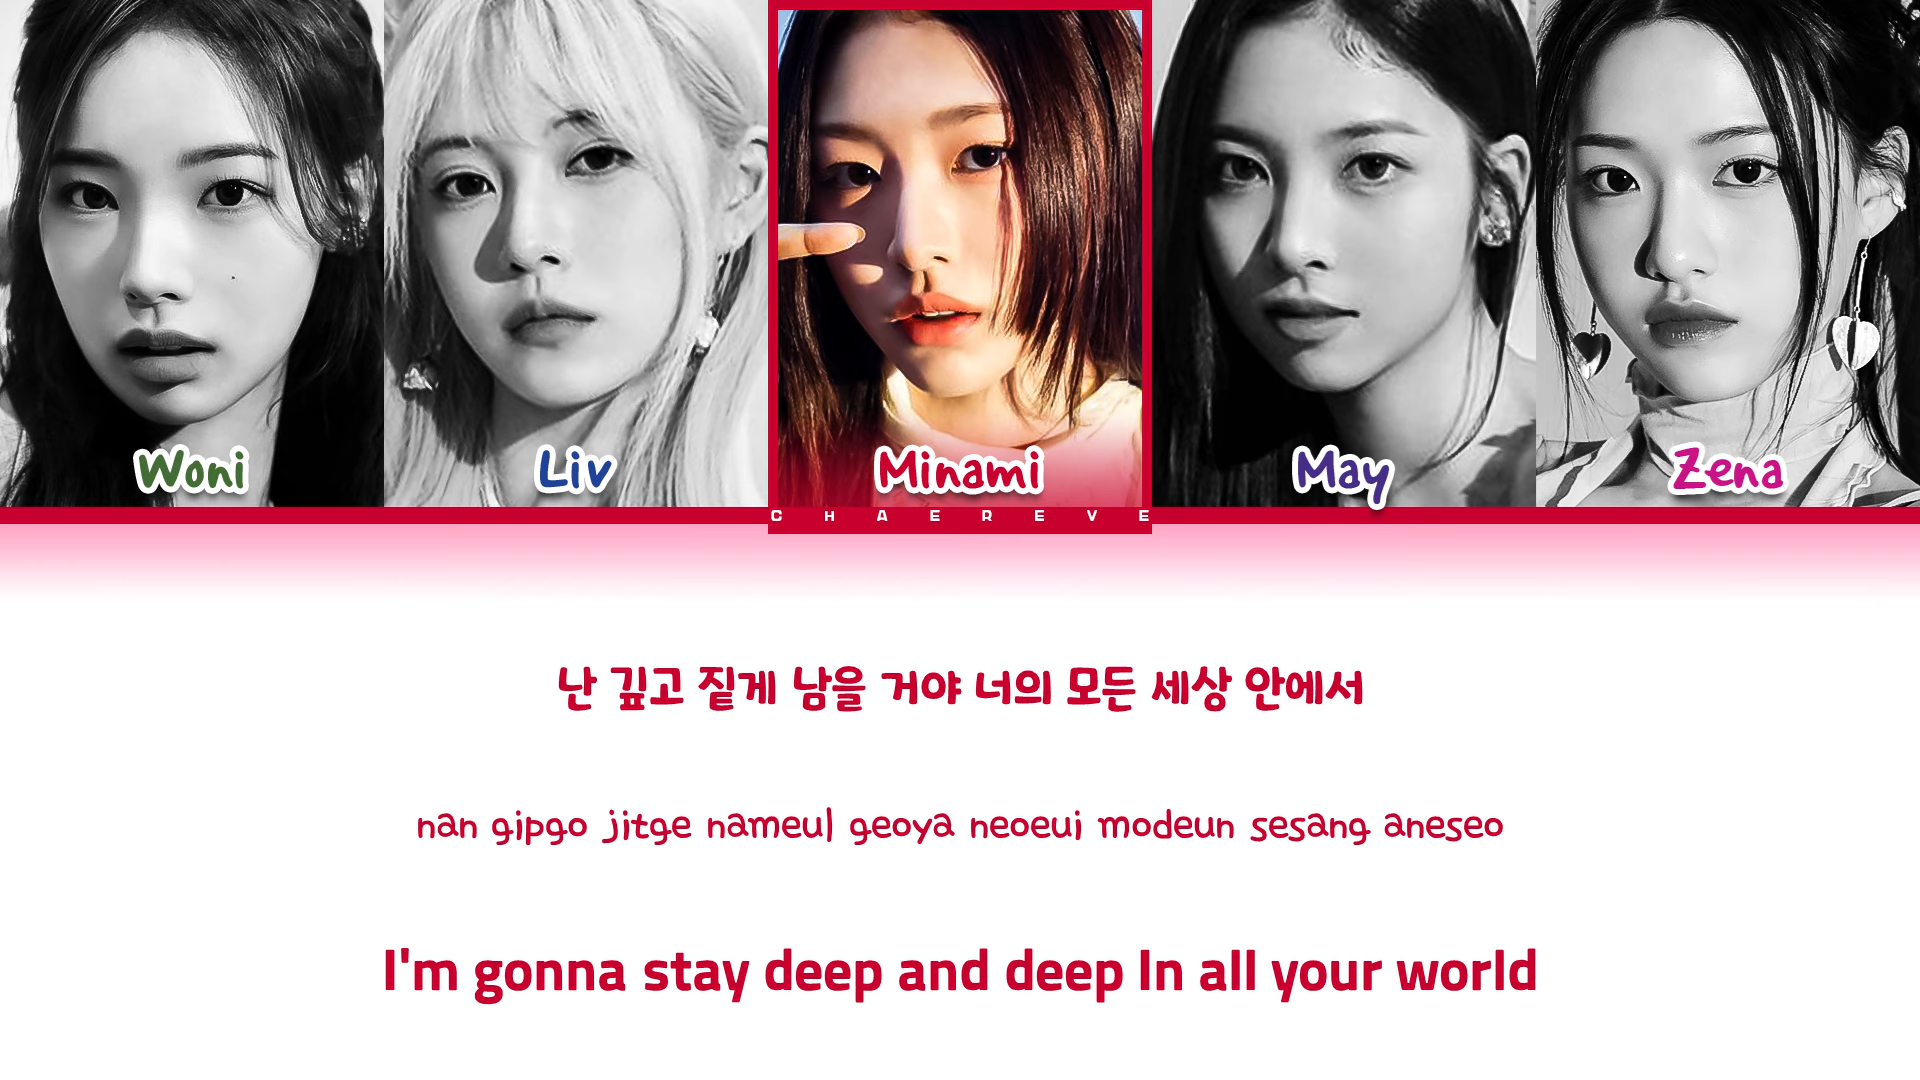 Woni
Liv
Minami
May
Zena
CHAEREVE
난 깊고 짙게 남을 거야 너의 모든 세상 안에서
nan gipgo jitge nameul geoya neoeui modeun sesang aneseo
I'm gonna stay deep and deep In all your world